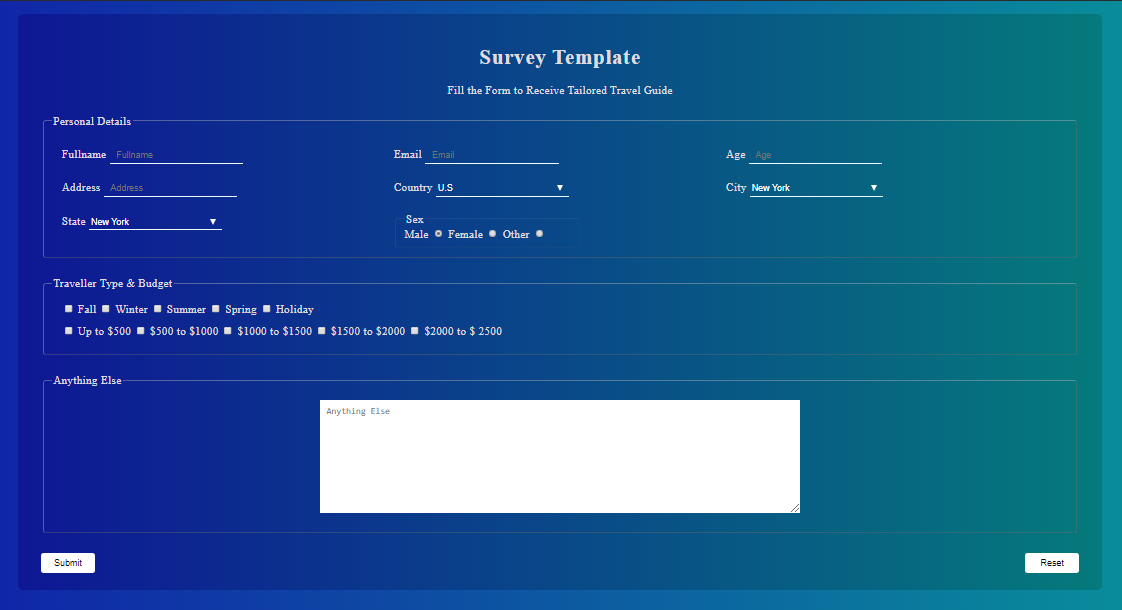 Survey Template
Fill the Form to Receive Tailored Travel Guide
Personal Details
Fullname Fullname Email Email Age Age
Address Address Country U.S ▼ City New York ▼
State New York ▼ Sex
Male Female Other
Traveller Type & Budget
Fall Winter Summer Spring Holiday
Up to $500 $500 to $1000 $1000 to $1500 $1500 to $2000 $2000 to $ 2500
Anything Else
Anything Else
Submit Reset